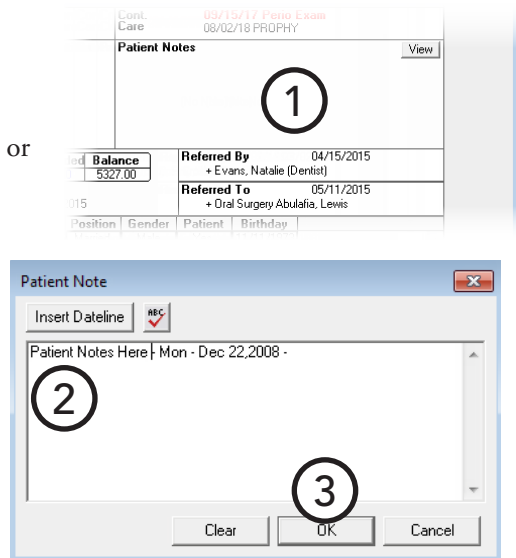 Cont. 09/15/17 Perio Exam
Care 08/02/18 PROPHY
Patient Notes View
1
or
Balance
5327.00
Referred By 04/15/2015
+ Evans, Natalie (Dentist)
Referred To 05/11/2015
+ Oral Surgery Abulafia, Lewis
Position Gender Patient Birthday
Patient Note
Insert Dateline ABC
Patient Notes Here - Mon - Dec 22,2008 -
2
3
Clear OK Cancel